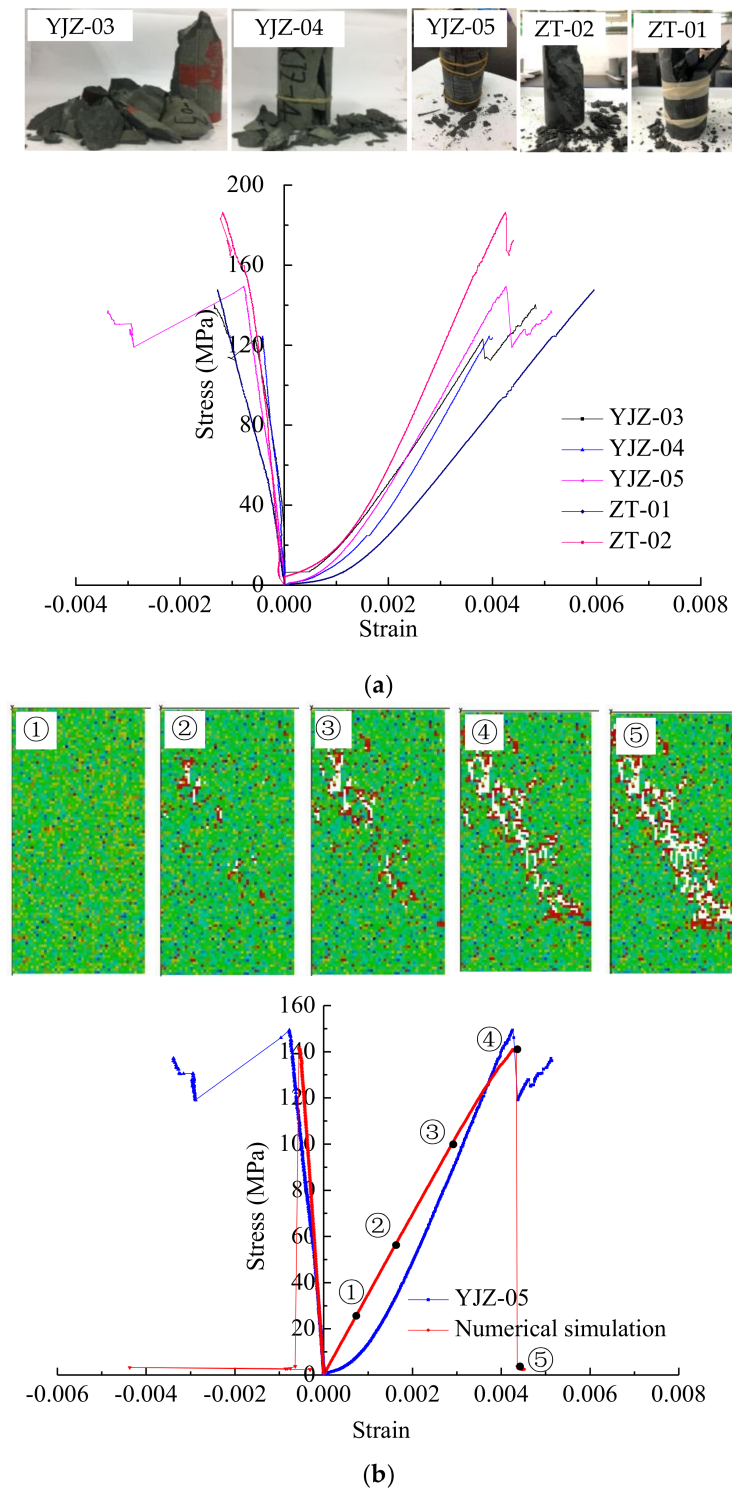 YJZ-03 YJZ-04 YJZ-05 ZT-02 ZT-01
200
160
120
80
40
0
Stress (MPa)
YJZ-03
YJZ-04
YJZ-05
ZT-01
ZT-02
-0.004 -0.002 0.000 0.002 0.004 0.006 0.008
Strain
(a)
① ② ③ ④ ⑤
160
140
120
100
80
60
40
20
0
Stress (MPa)
④
③
②
①
YJZ-05
Numerical simulation
⑤
-0.006 -0.004 -0.002 0.000 0.002 0.004 0.006
Strain
(b)